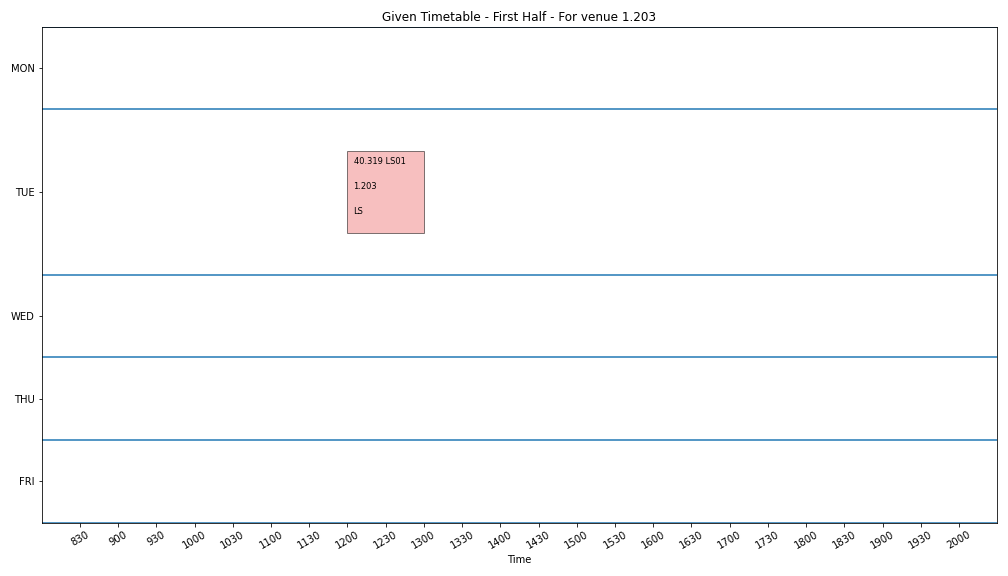 Given Timetable - First Half - For venue 1.203
MON
TUE
40.319 LS01
1.203
LS
WED
THU
FRI
830 900 930 1000 1030 1100 1130 1200 1230 1300 1330 1400 1430 1500 1530 1600 1630 1700 1730 1800 1830 1900 1930 2000
Time